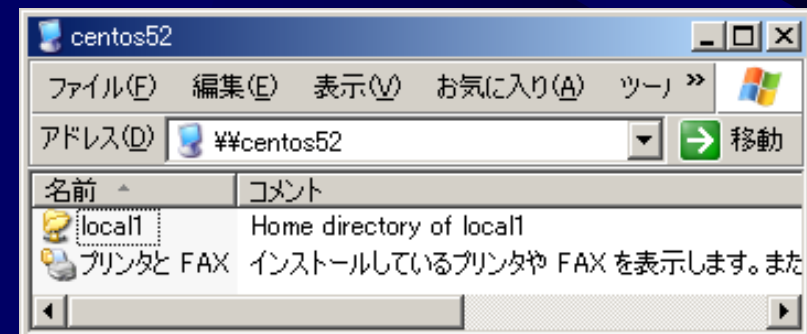 centos52
ファイル(F) 編集(E) 表示(V) お気に入り(A) ツール »
アドレス(D) ¥¥centos52 移動
名前 コメント
local1 Home directory of local1
プリンタと FAX インストールしているプリンタや FAX を表示します。また